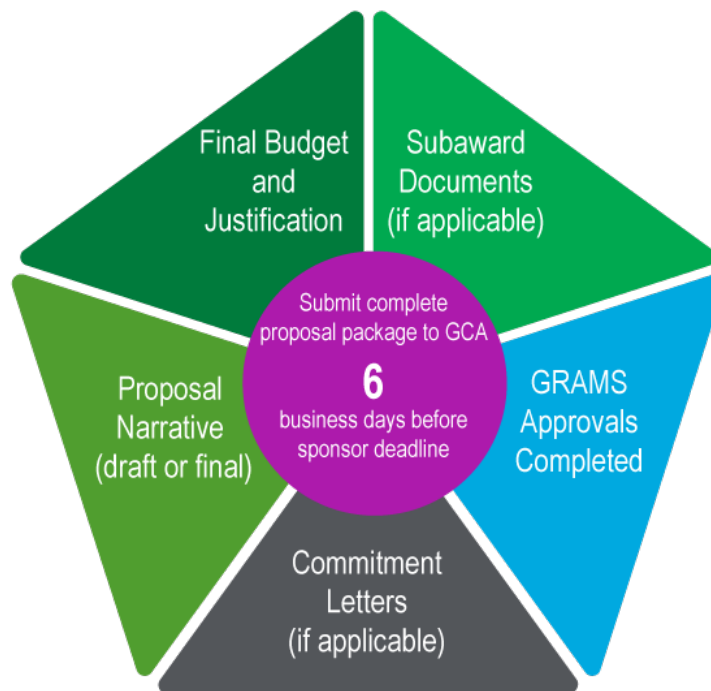 Final Budget
and
Justification
Subaward
Documents
(if applicable)
Submit complete
proposal package to GCA
6
business days before
sponsor deadline
Proposal
Narrative
(draft or final)
GRAMS
Approvals
Completed
Commitment
Letters
(if applicable)